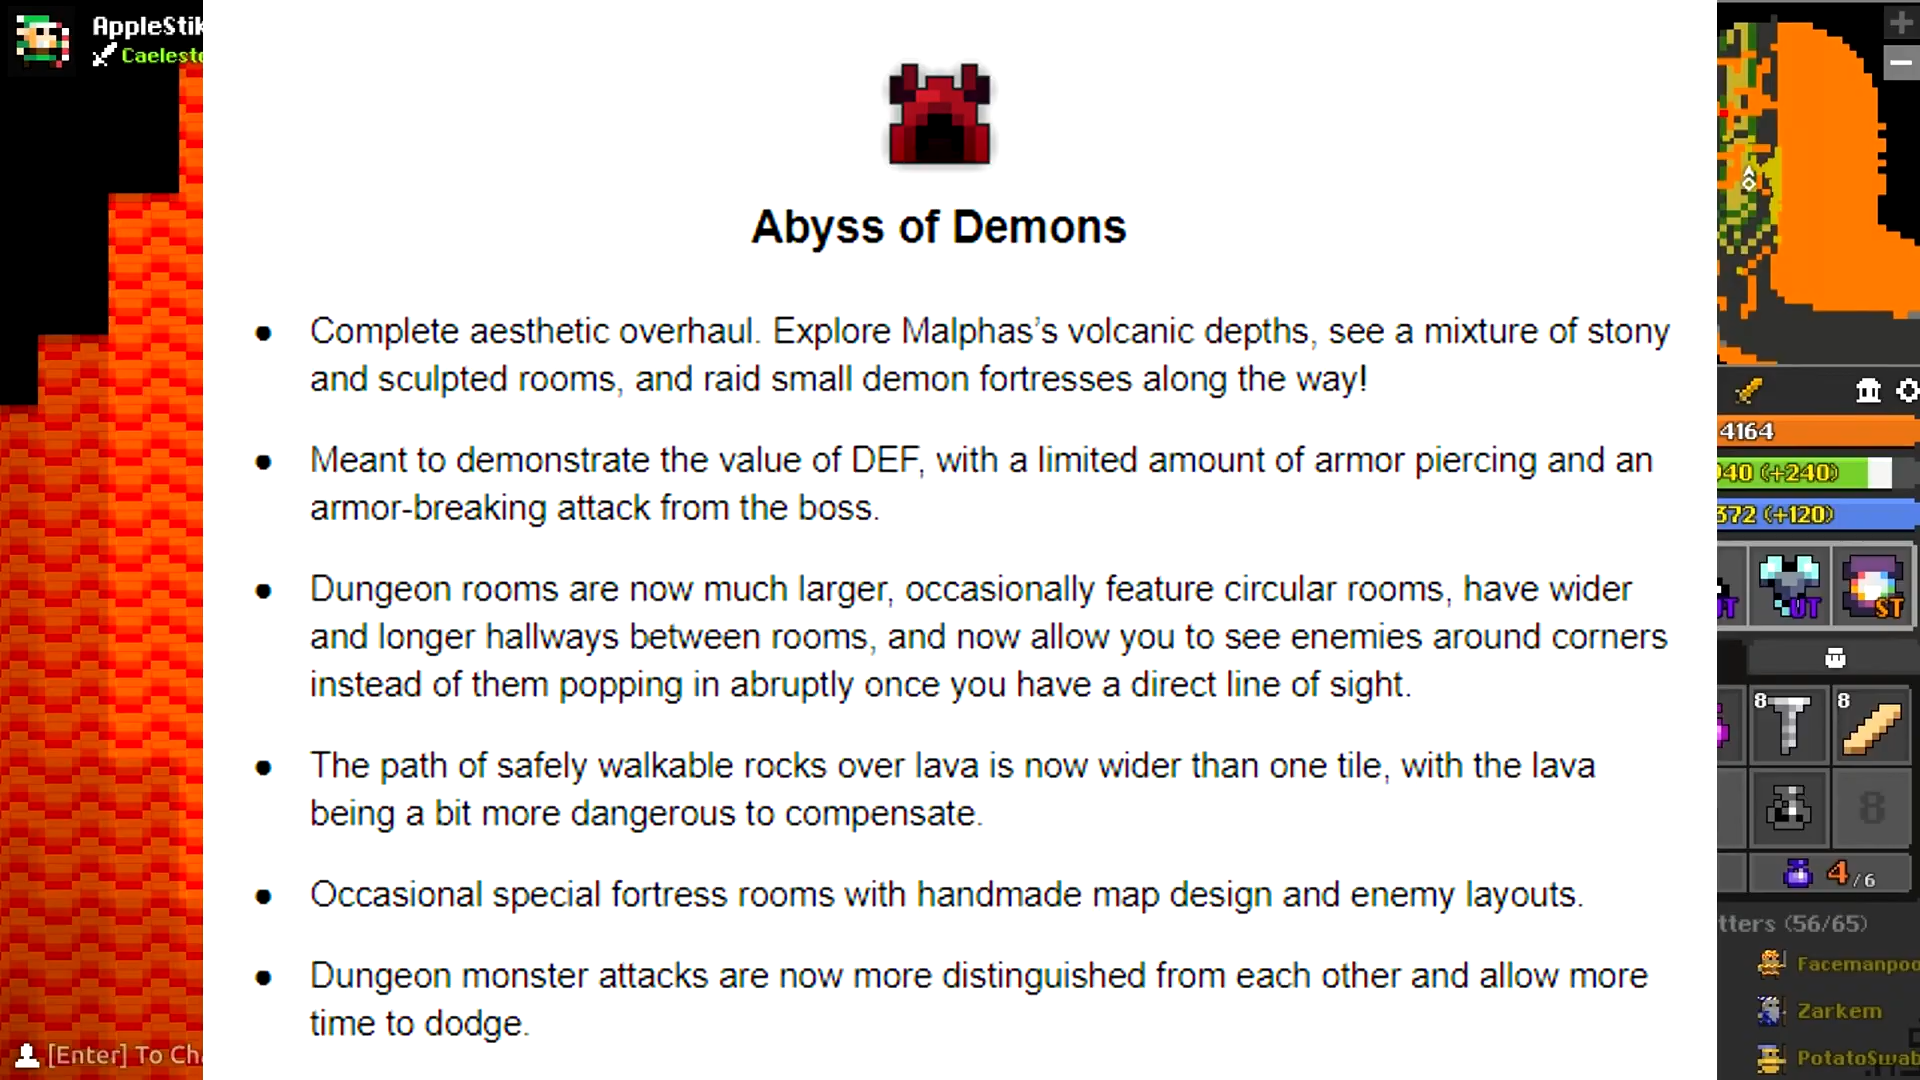 AppleStik
Caeleste
Abyss of Demons
● Complete aesthetic overhaul. Explore Malphas’s volcanic depths, see a mixture of stony
and sculpted rooms, and raid small demon fortresses along the way!
● Meant to demonstrate the value of DEF, with a limited amount of armor piercing and an
armor-breaking attack from the boss.
● Dungeon rooms are now much larger, occasionally feature circular rooms, have wider
and longer hallways between rooms, and now allow you to see enemies around corners
instead of them popping in abruptly once you have a direct line of sight.
● The path of safely walkable rocks over lava is now wider than one tile, with the lava
being a bit more dangerous to compensate.
● Occasional special fortress rooms with handmade map design and enemy layouts.
● Dungeon monster attacks are now more distinguished from each other and allow more
time to dodge.
[Enter] To Ch
4164
940 (+240)
372 (+120)
UT UT ST
8 8
8
4/6
tters (56/65)
Facemanpoo
Zarkem
PotatoSwab